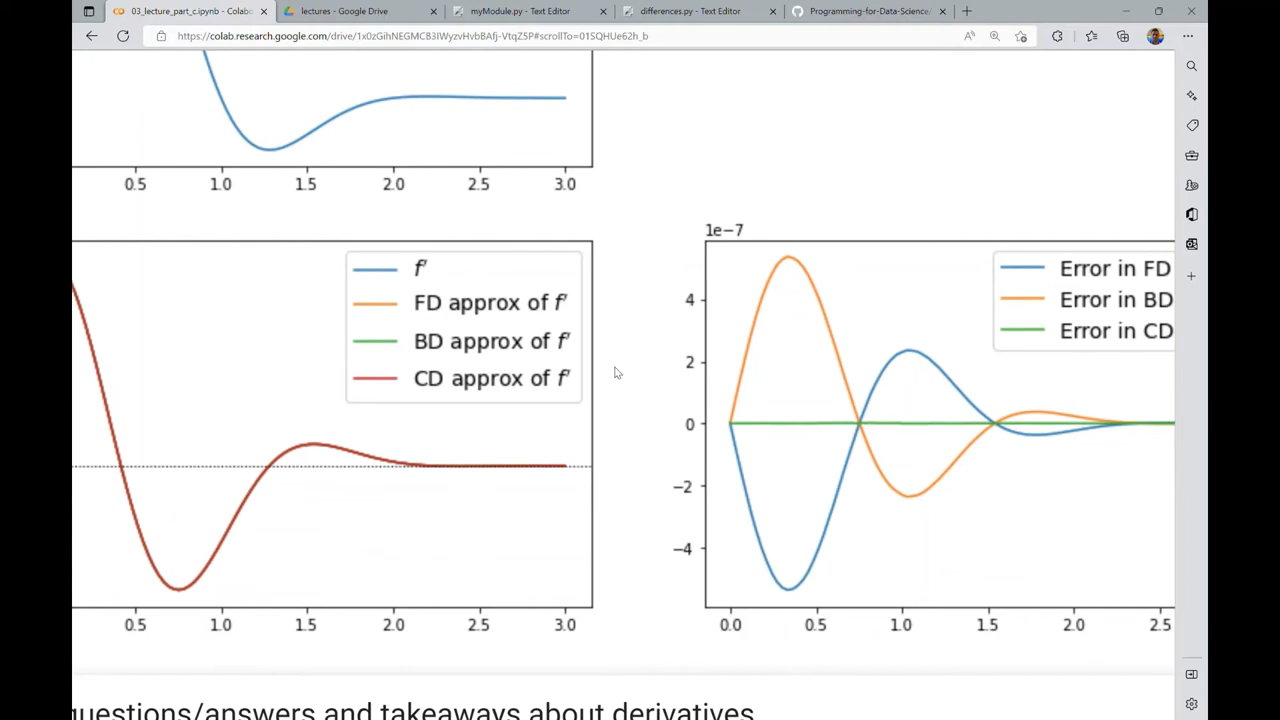 03_lecture_part_c.ipynb - Colabo
lectures - Google Drive
myModule.py - Text Editor
differences.py - Text Editor
Programming-for-Data-Science/
https://colab.research.google.com/drive/1x0zGihNEGMCB3IWyzvHvbBAfj-VtqZ5P#scrollTo=01SQHUe62h_b
0.5 1.0 1.5 2.0 2.5 3.0
f′
FD approx of f′
BD approx of f′
CD approx of f′
0.5 1.0 1.5 2.0 2.5 3.0
1e−7
Error in FD
Error in BD
Error in CD
4
2
0
−2
−4
0.0 0.5 1.0 1.5 2.0 2.5
questions/answers and takeaways about derivatives